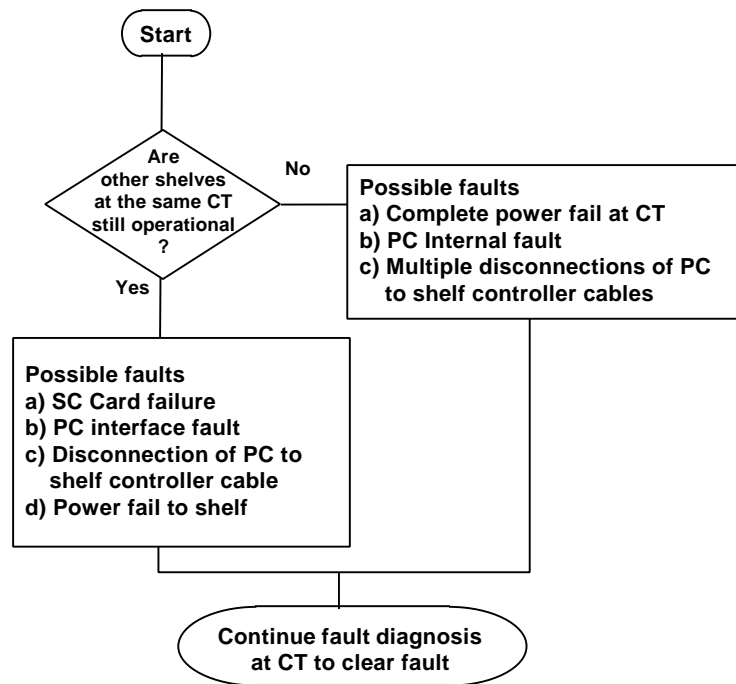 Start
Are
other shelves
at the same CT
still operational
?
No
Possible faults
a) Complete power fail at CT
b) PC Internal fault
c) Multiple disconnections of PC
to shelf controller cables
Yes
Possible faults
a) SC Card failure
b) PC interface fault
c) Disconnection of PC to
shelf controller cable
d) Power fail to shelf
Continue fault diagnosis
at CT to clear fault